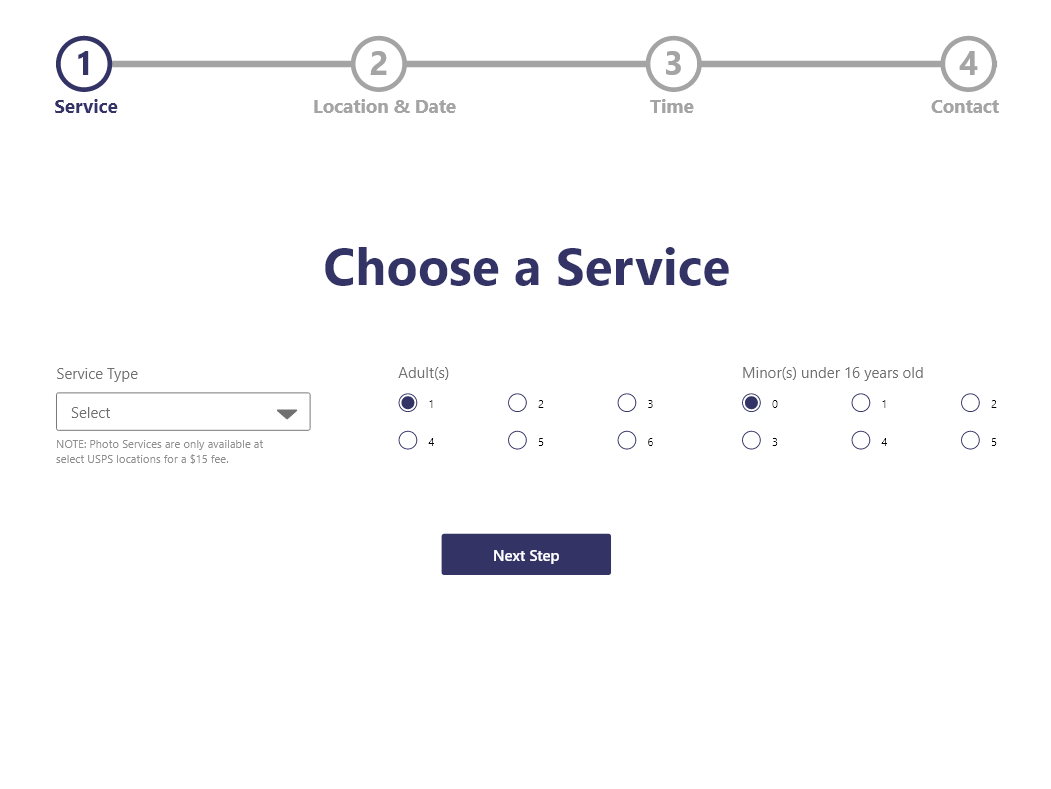 1 2 3 4
Service Location & Date Time Contact
Choose a Service
Service Type
Select
NOTE: Photo Services are only available at
select USPS locations for a $15 fee.
Adult(s)
1 2 3
4 5 6
Minor(s) under 16 years old
0 1 2
3 4 5
Next Step